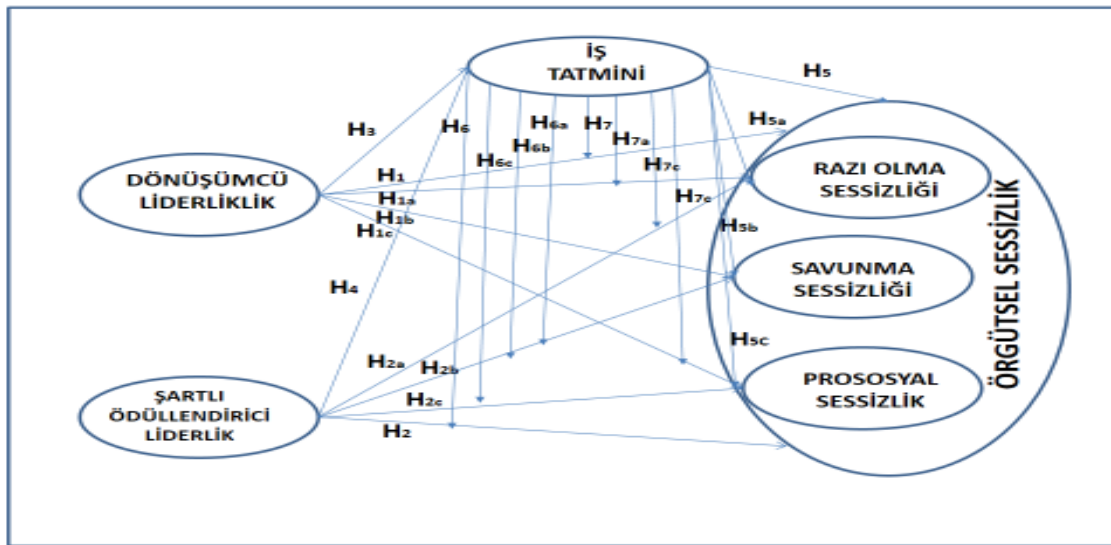 İŞ
TATMİNİ
H5
H3
H6
H6a
H7
H5a
H6b
H7a
H6c
H7c
DÖNÜŞÜMCÜ
LİDERLİKLİK
H1
H1a
H1b
H1c
H7c
RAZI OLMA
SESSİZLİĞİ
H5b
SAVUNMA
SESSİZLİĞİ
ÖRGÜTSEL SESSİZLİK
H4
H5C
H2a
H2b
H2c
H2
ŞARTLI
ÖDÜLLENDİRİCİ
LİDERLİK
PROSOSYAL
SESSİZLİK